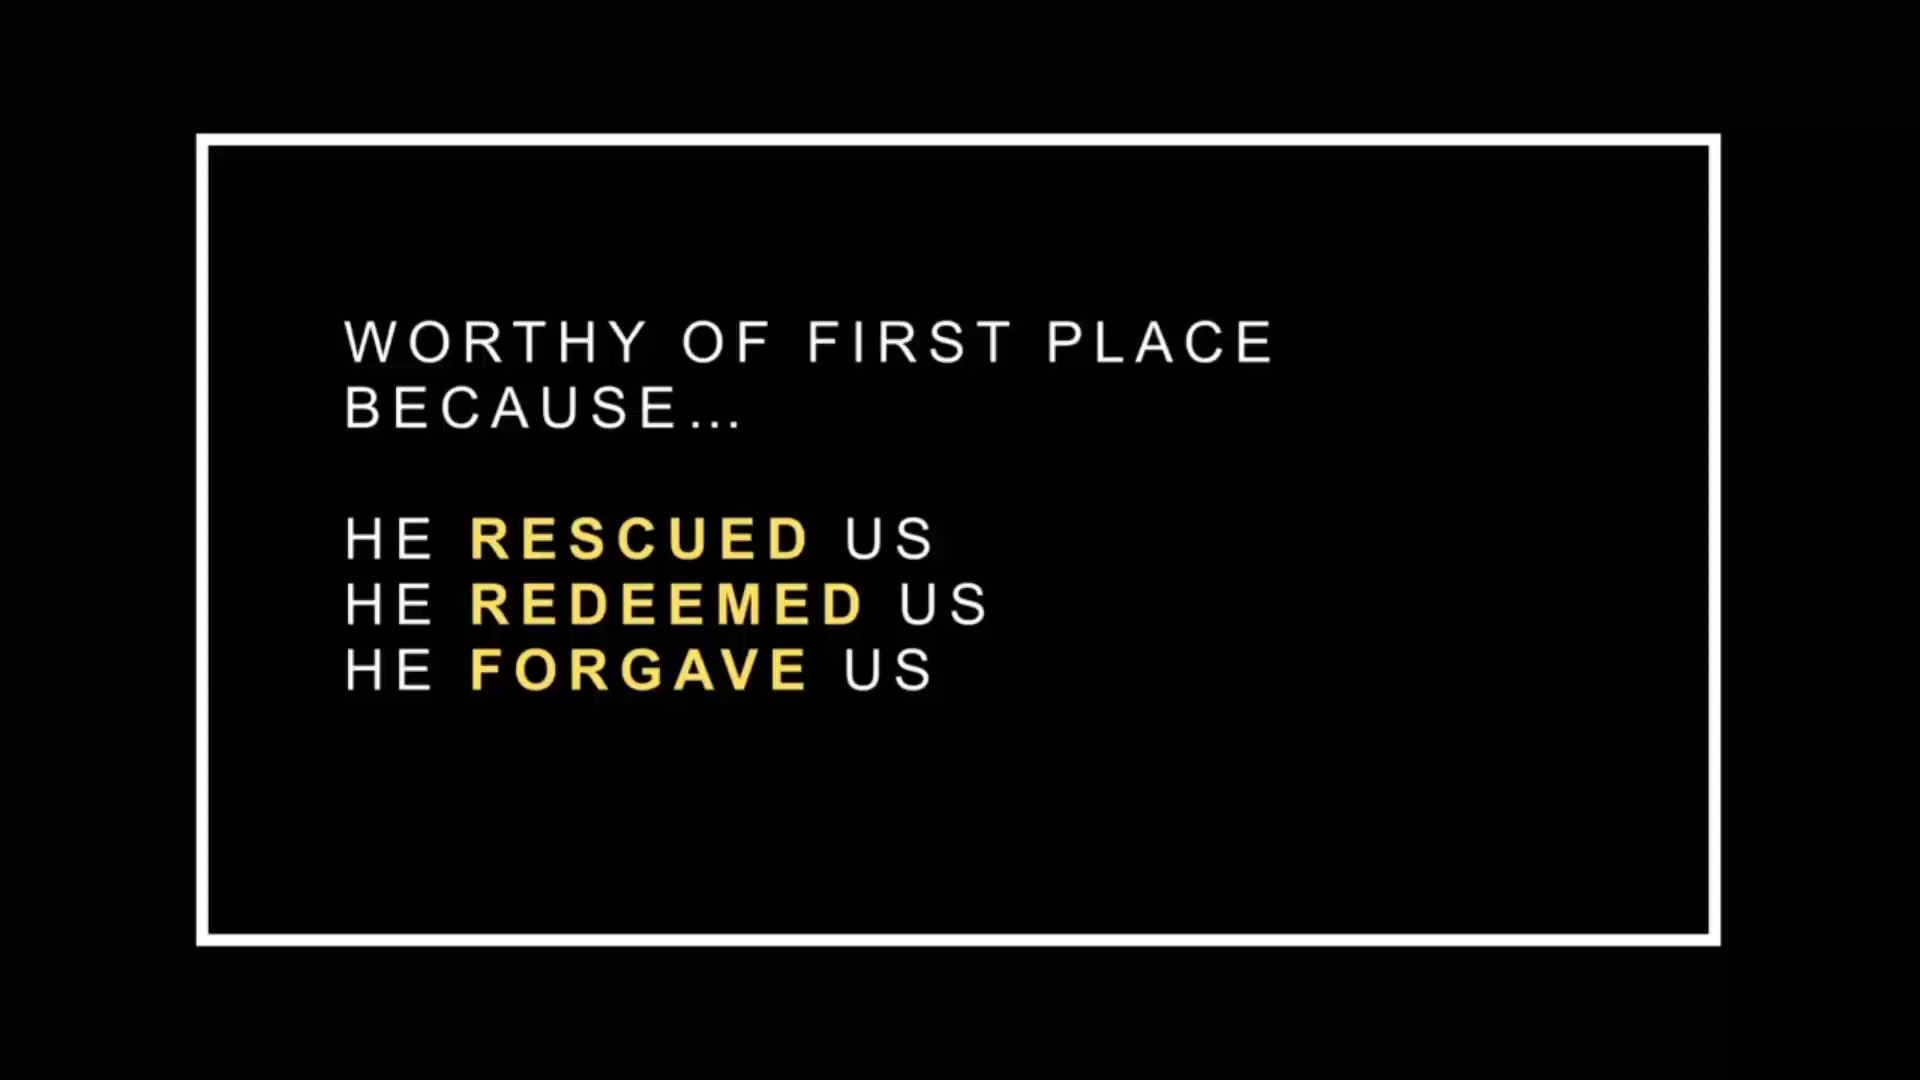 WORTHY OF FIRST PLACE
BECAUSE...
HE RESCUED US
HE REDEEMED US
HE FORGAVE US